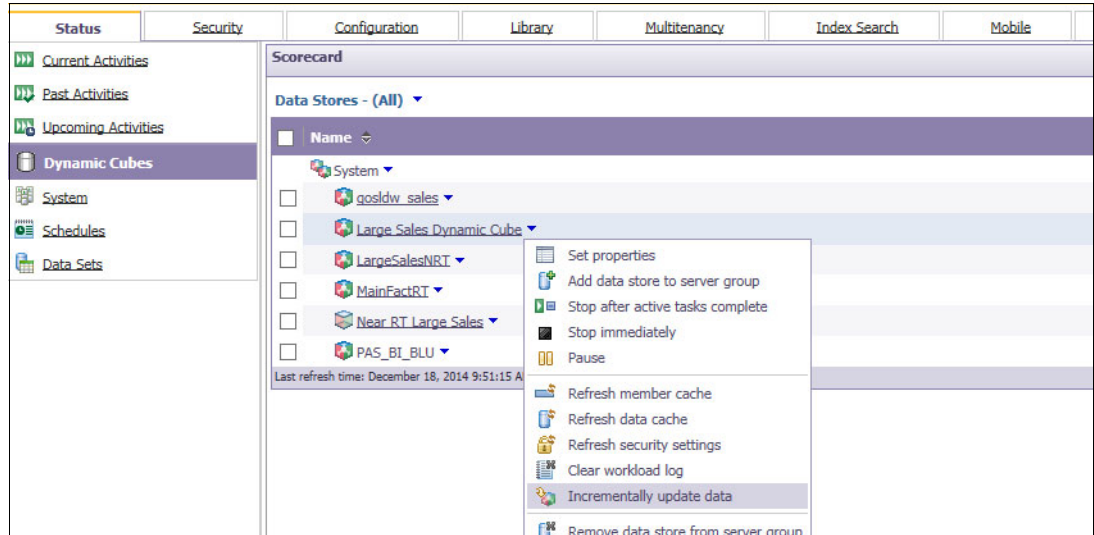 Status Security Configuration Library Multitenancy Index Search Mobile
Current Activities
Past Activities
Upcoming Activities
Dynamic Cubes
System
Schedules
Data Sets
Scorecard
Data Stores - (All)
Name
System
gosldw_sales
Large Sales Dynamic Cube
LargeSalesNRT
MainFactRT
Near RT Large Sales
PAS_BI_BLU
Last refresh time: December 18, 2014 9:51:15 A
Set properties
Add data store to server group
Stop after active tasks complete
Stop immediately
Pause
Refresh member cache
Refresh data cache
Refresh security settings
Clear workload log
Incrementally update data
Remove data store from server group